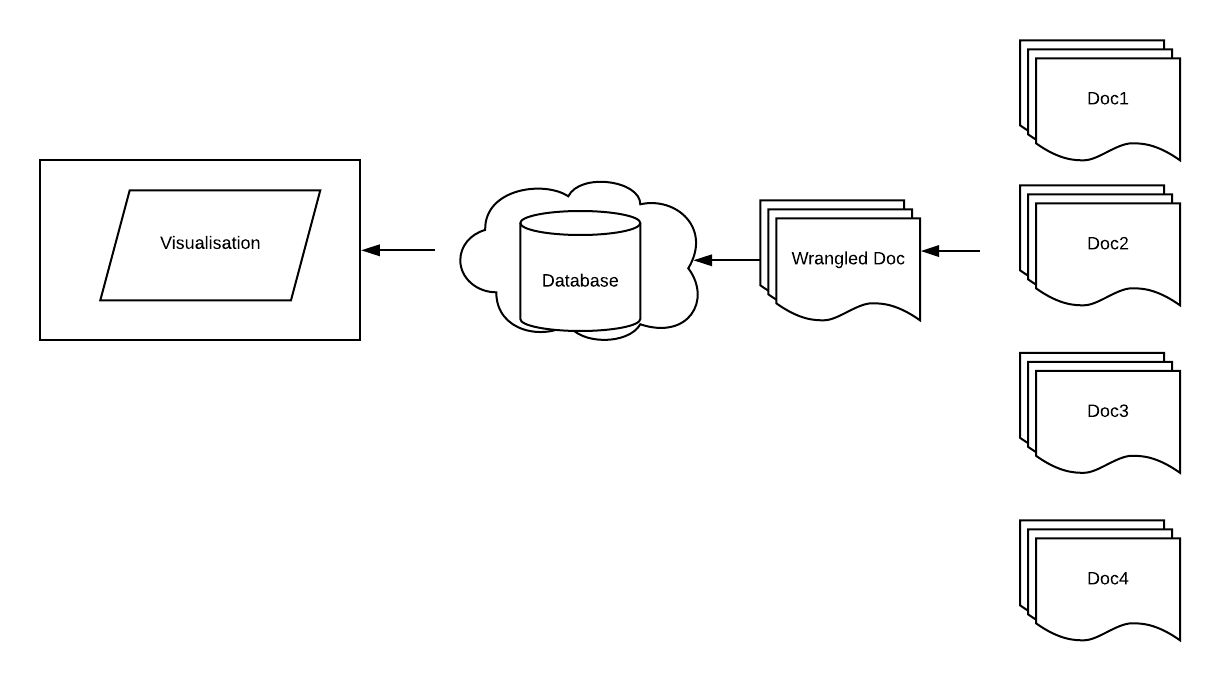 Doc1
Visualisation
Database
Wrangled Doc
Doc2
Doc3
Doc4